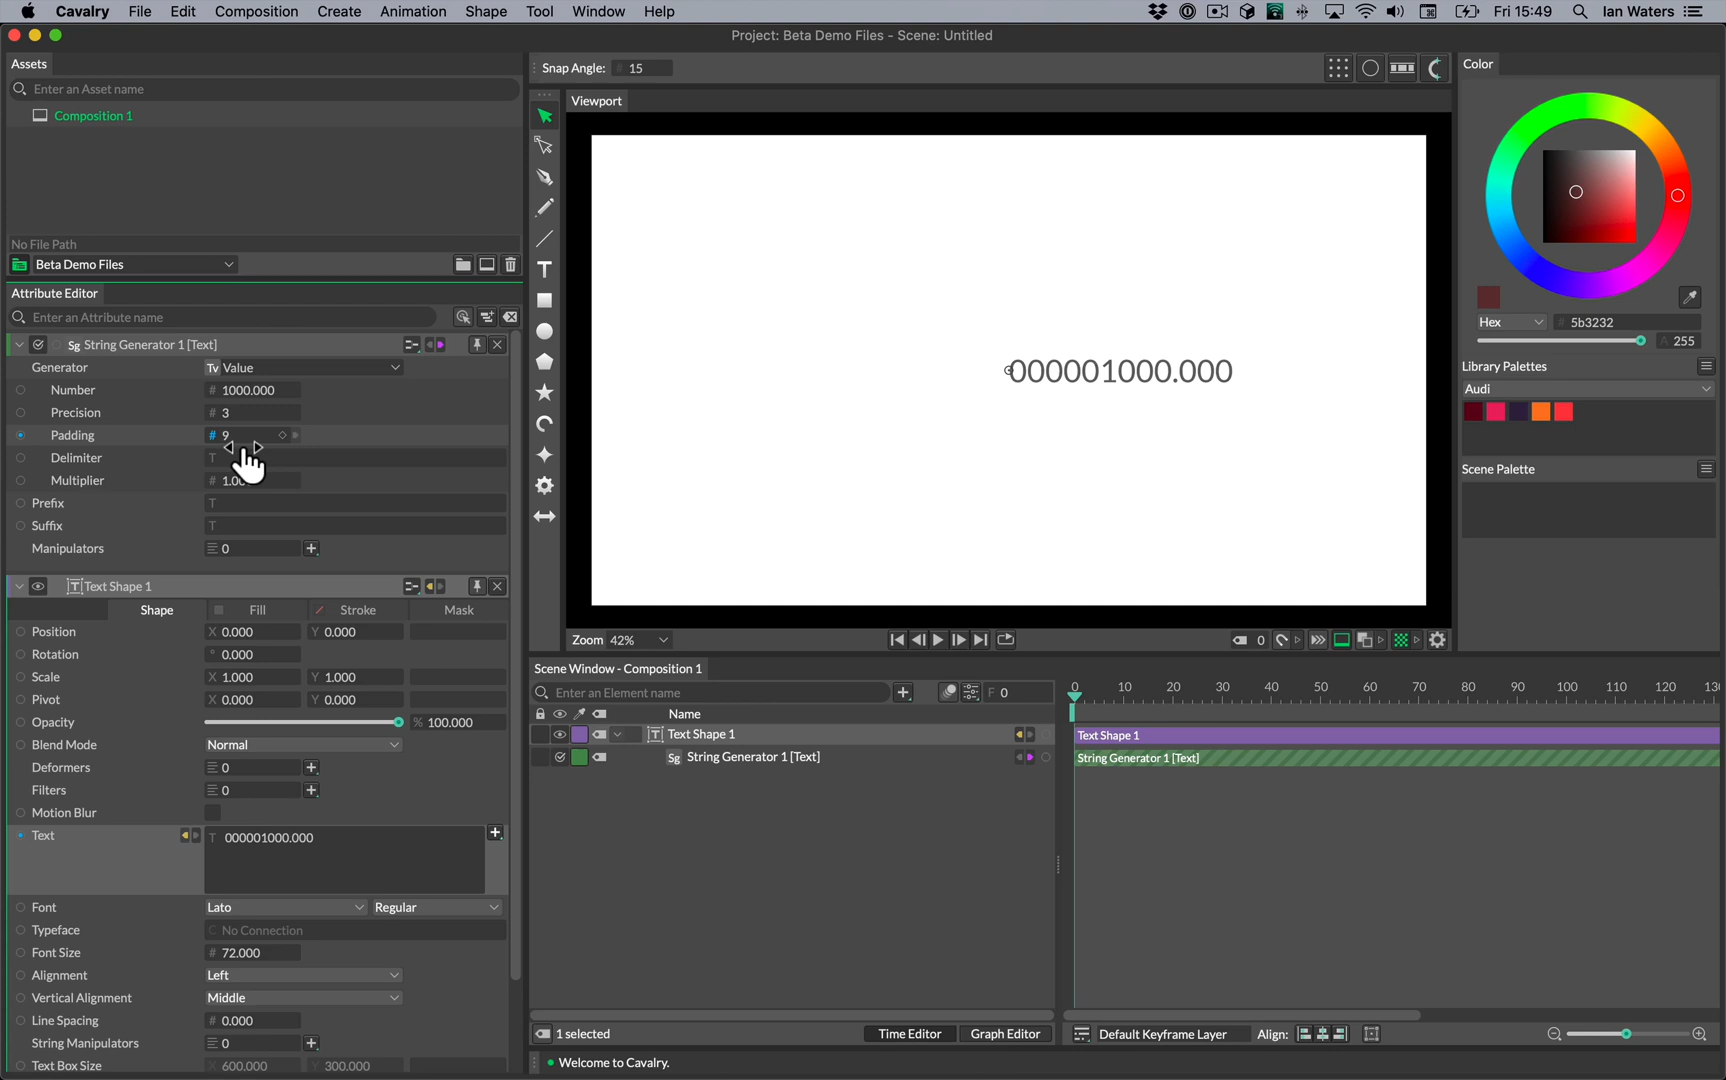 Cavalry File Edit Composition Create Animation Shape Tool Window Help Fri 15:49 Ian Waters
Project: Beta Demo Files - Scene: Untitled
Assets
Enter an Asset name
Composition 1
No File Path
Beta Demo Files
Attribute Editor
Enter an Attribute name
Sg String Generator 1 [Text]
Generator Tv Value
Number # 1000.000
Precision # 3
Padding # 9
Delimiter T
Multiplier # 1.00
Prefix T
Suffix T
Manipulators 0
T Text Shape 1
Shape Fill Stroke Mask
Position X 0.000 Y 0.000
Rotation ° 0.000
Scale X 1.000 Y 1.000
Pivot X 0.000 Y 0.000
Opacity % 100.000
Blend Mode Normal
Deformers 0
Filters 0
Motion Blur
Text T 000001000.000
Font Lato Regular
Typeface C No Connection
Font Size # 72.000
Alignment Left
Vertical Alignment Middle
Line Spacing # 0.000
String Manipulators 0
Text Box Size X 600.000 Y 300.000
Snap Angle: # 15
Viewport
000001000.000
Zoom 42% 0
Scene Window - Composition 1
Enter an Element name F 0
Name
T Text Shape 1
Sg String Generator 1 [Text]
0 10 20 30 40 50 60 70 80 90 100 110 120 13
Text Shape 1
String Generator 1 [Text]
1 selected Time Editor Graph Editor Default Keyframe Layer Align:
Welcome to Cavalry.
Color
Hex # 5b3232
A 255
Library Palettes
Audi
Scene Palette